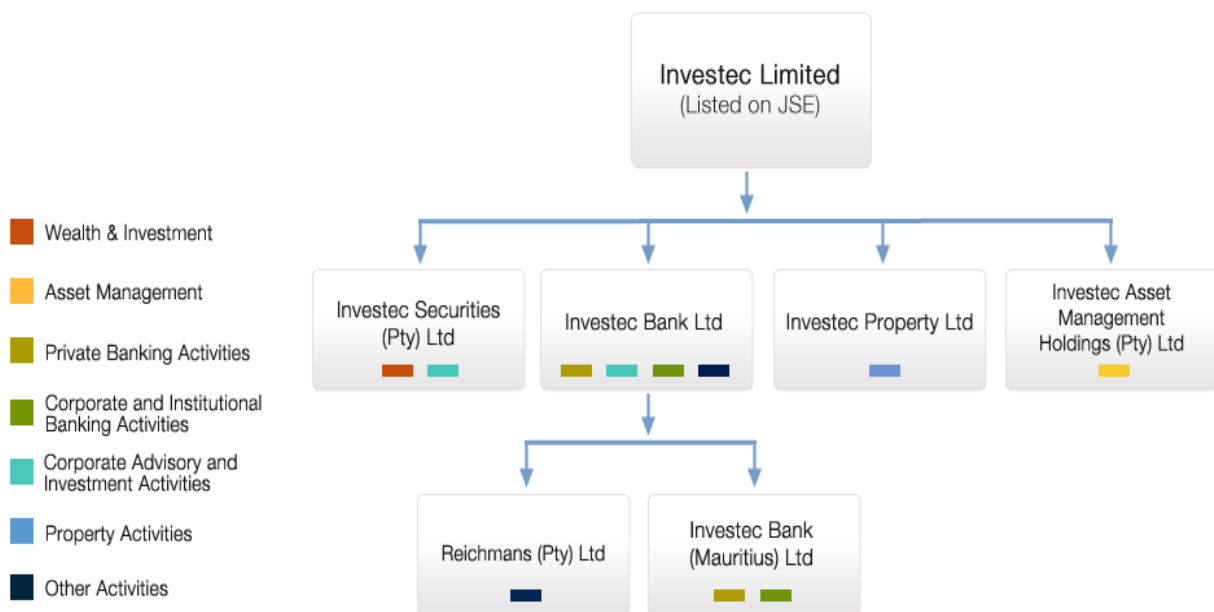 Investec Limited
(Listed on JSE)
Wealth & Investment
Asset Management
Private Banking Activities
Corporate and Institutional
Banking Activities
Corporate Advisory and
Investment Activities
Property Activities
Other Activities
Investec Securities
(Pty) Ltd
Investec Bank Ltd
Investec Property Ltd
Investec Asset
Management
Holdings (Pty) Ltd
Reichmans (Pty) Ltd
Investec Bank
(Mauritius) Ltd